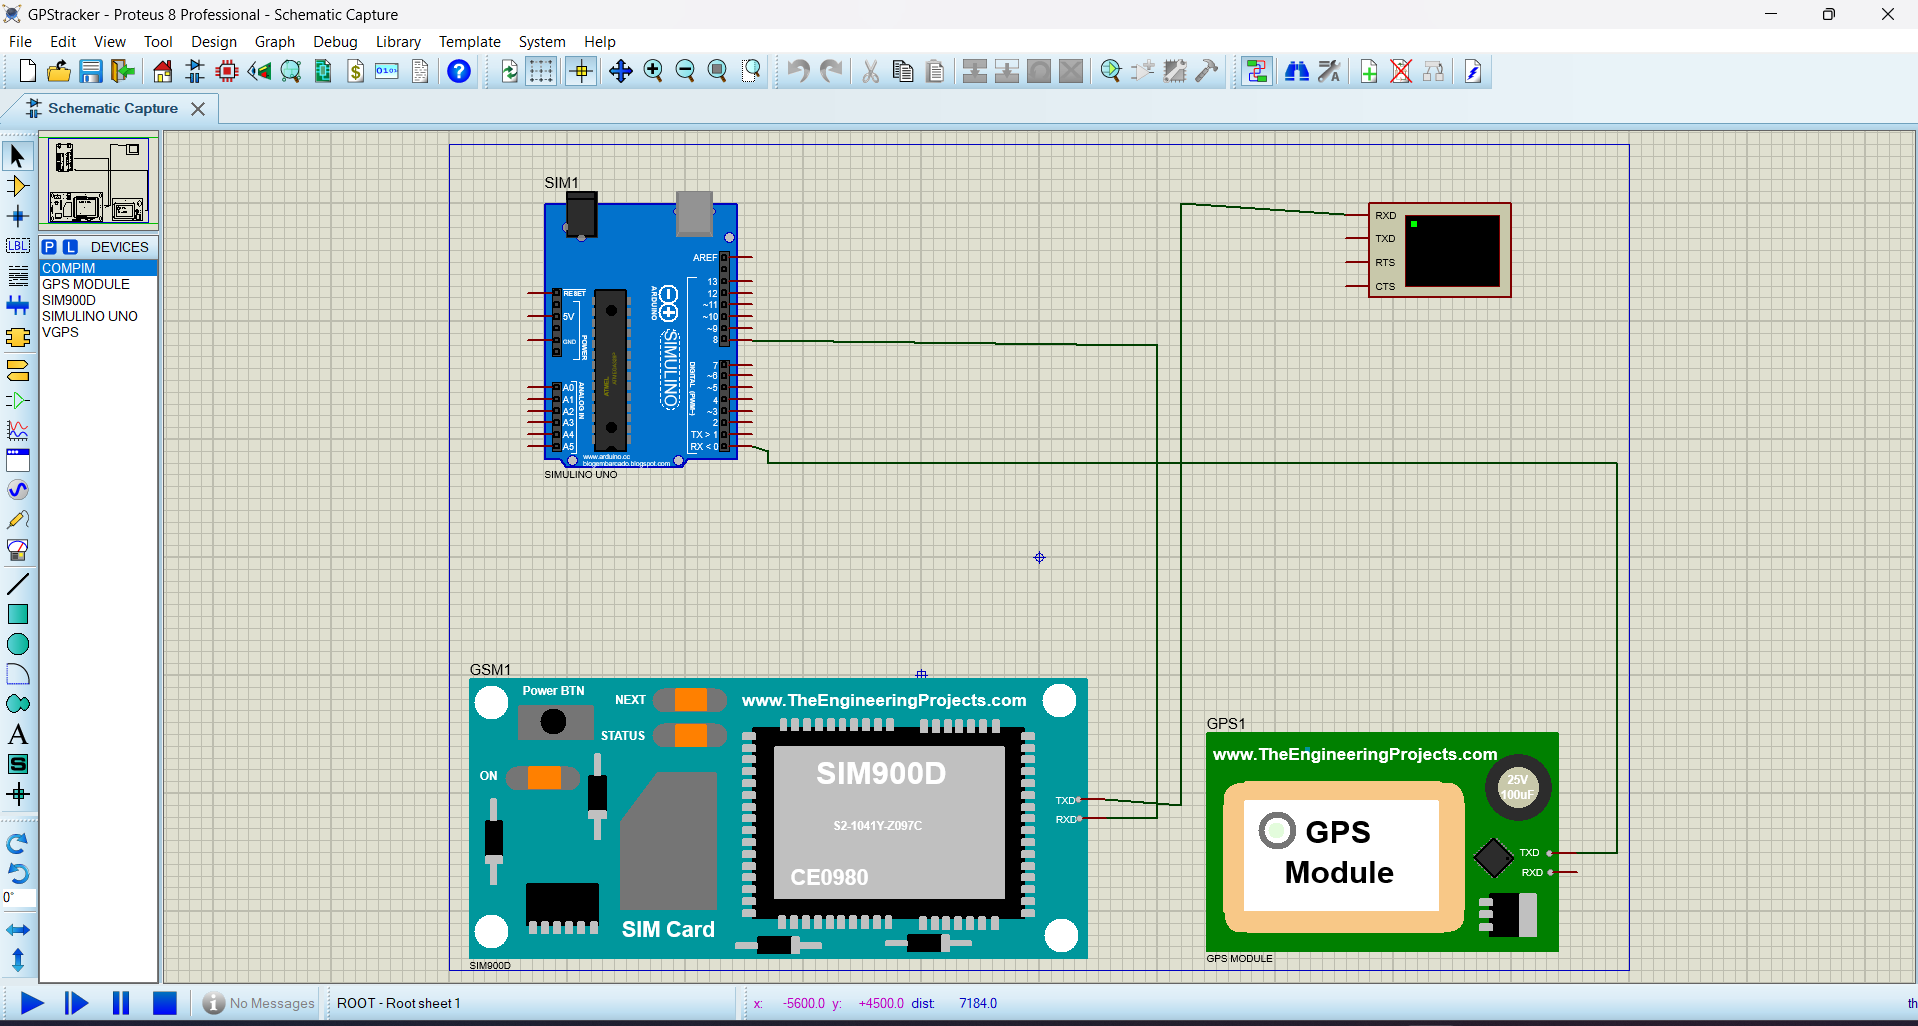 GPStracker - Proteus 8 Professional - Schematic Capture
File Edit View Tool Design Graph Debug Library Template System Help
Schematic Capture
P L DEVICES
COMPIM
GPS MODULE
SIM900D
SIMULINO UNO
VGPS
LBL
A
S
0°
SIM1
AREF
13
12
~11
~10
~9
8
7
~6
~5
4
~3
2
TX > 1
RX < 0
RESET
5V
GND
POWER
A0
A1
A2
A3
A4
A5
ANALOG IN
ATMEL
ARDUINO
SIMULINO
DIGITAL (PWM~)
www.arduino.cc
blogembarcado.blogspot.com
SIMULINO UNO
RXD
TXD
RTS
CTS
GSM1
Power BTN
NEXT
www.TheEngineeringProjects.com
STATUS
ON
SIM900D
S2-1041Y-Z097C
CE0980
SIM Card
TXD
RXD
SIM900D
GPS1
www.TheEngineeringProjects.com
25V
100uF
GPS
Module
TXD
RXD
GPS MODULE
No Messages
ROOT - Root sheet 1
x: -5600.0 y: +4500.0 dist: 7184.0
th